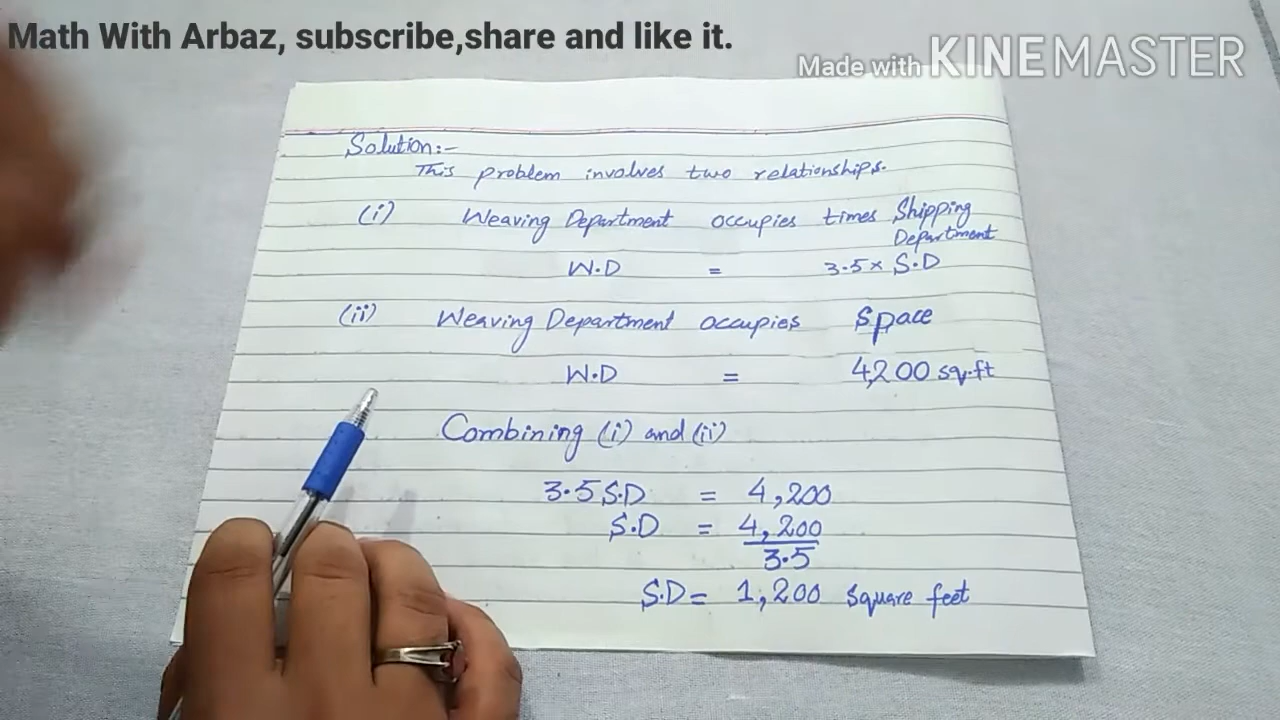 Math With Arbaz, subscribe,share and like it.
Made with KINEMASTER
Solution:-
This problem involves two relationships.
(i) Weaving Department occupies times Shipping
Department
W.D = 3.5× S.D
(ii) Weaving Department occupies Space
W.D = 4,200 sq.ft
Combining (i) and (ii)
3.5 S.D = 4,200
S.D = 4,200
3.5
S.D = 1,200 square feet